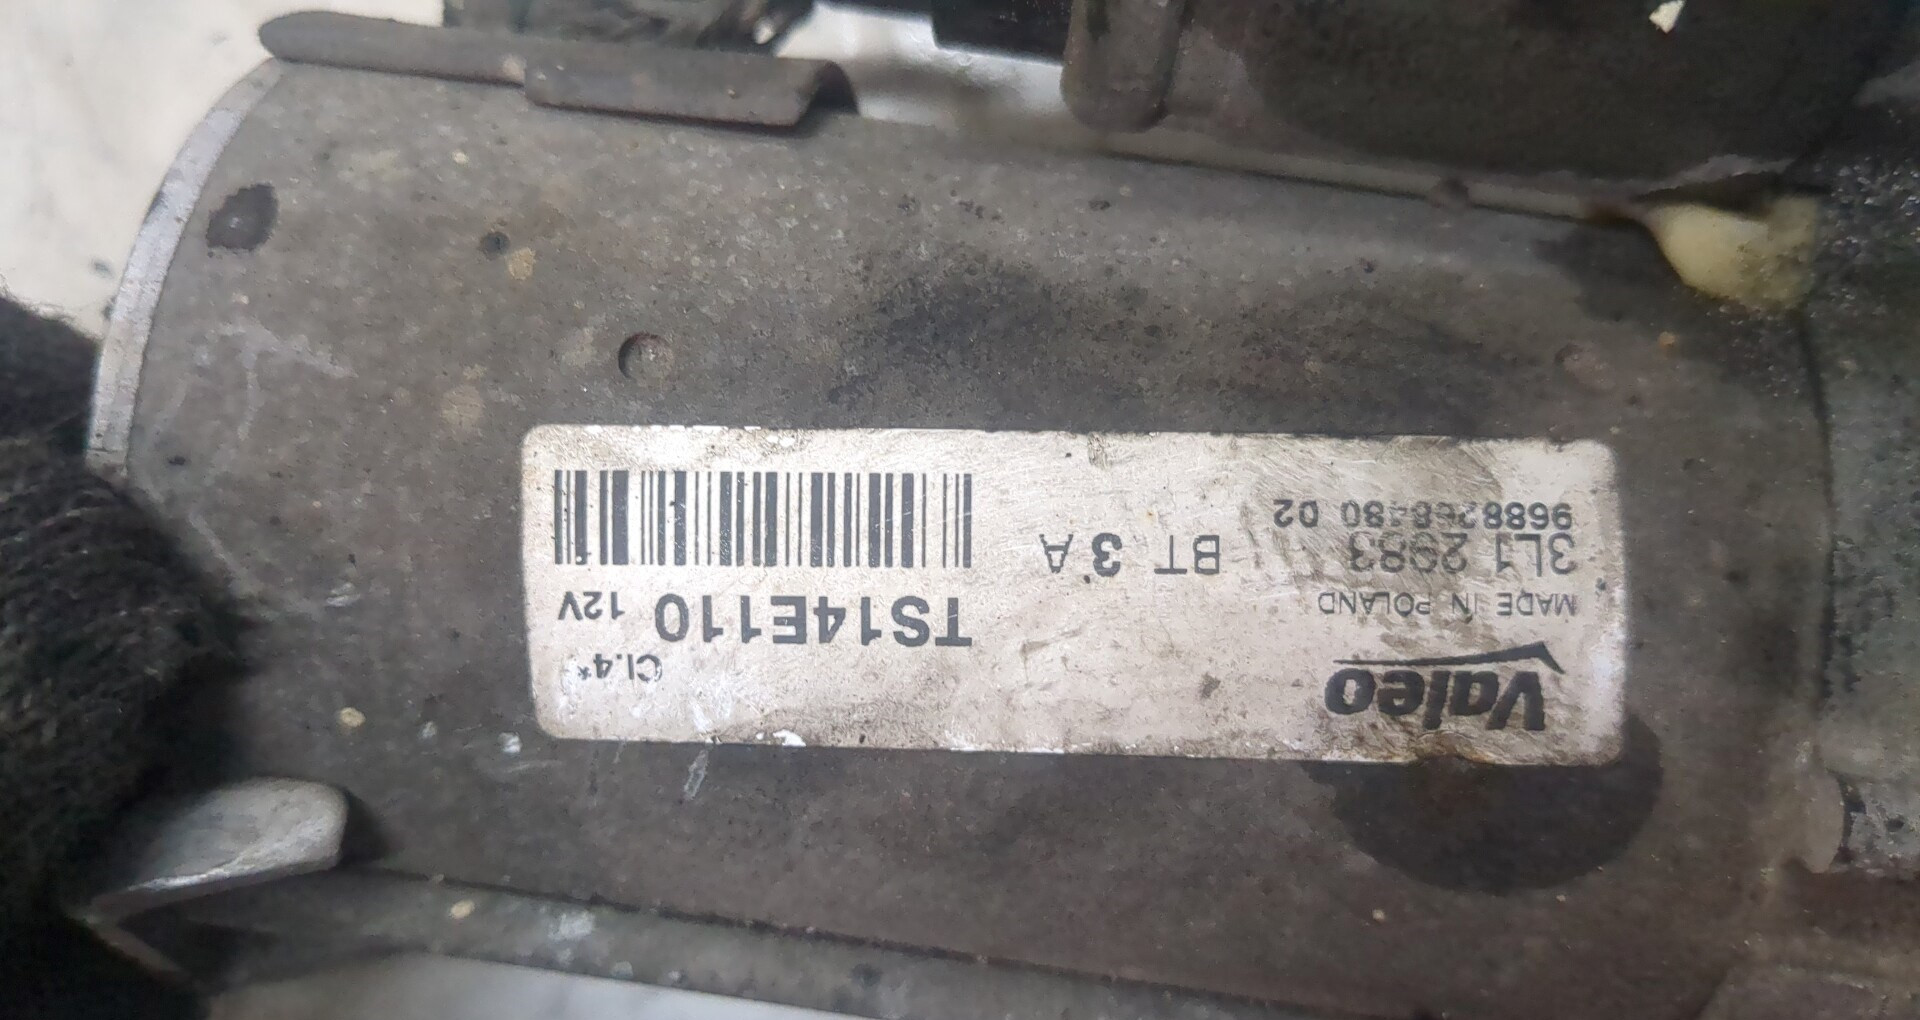 Valeo
MADE IN POLAND
3L1 2983 BT 3 A
9688268480 02
Cl.4*
TS14E110 12V